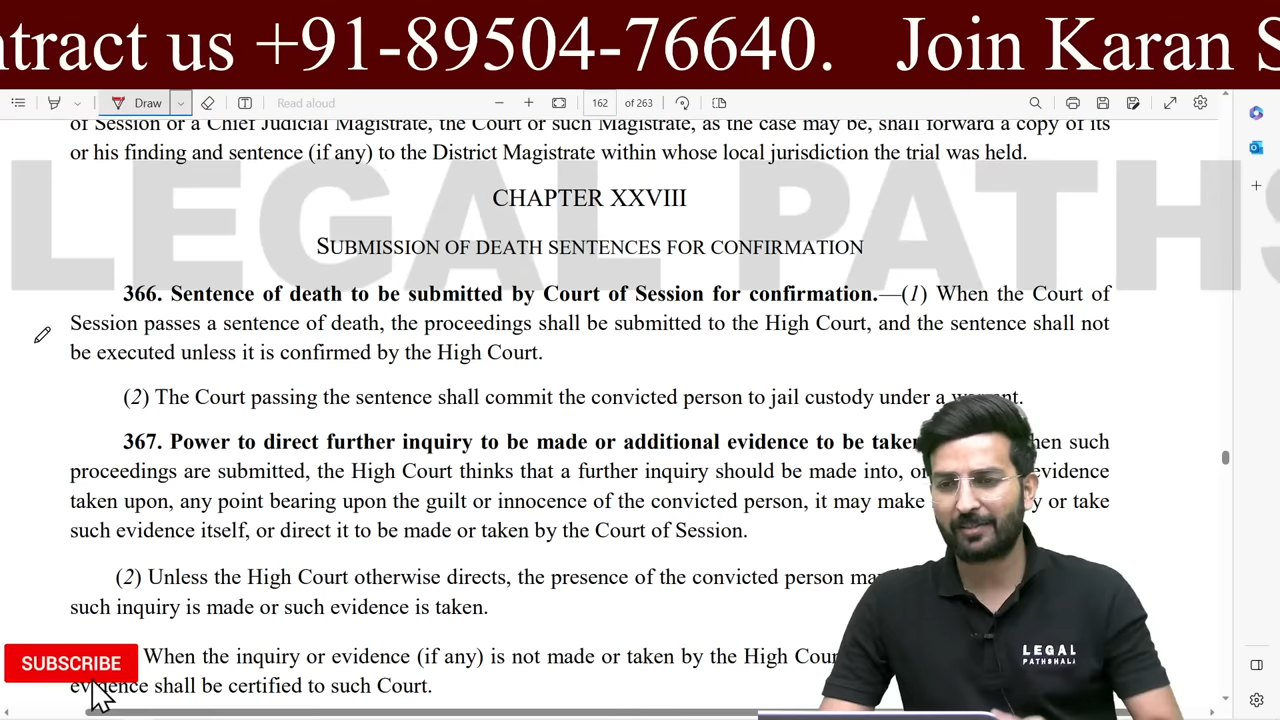 ntract us +91-89504-76640. Join Karan S
Draw
Read aloud
162 of 263
of Session or a Chief Judicial Magistrate, the Court or such Magistrate, as the case may be, shall forward a copy of its
or his finding and sentence (if any) to the District Magistrate within whose local jurisdiction the trial was held.
LEGAL PATHS
CHAPTER XXVIII
SUBMISSION OF DEATH SENTENCES FOR CONFIRMATION
366. Sentence of death to be submitted by Court of Session for confirmation.—(1) When the Court of
Session passes a sentence of death, the proceedings shall be submitted to the High Court, and the sentence shall not
be executed unless it is confirmed by the High Court.
(2) The Court passing the sentence shall commit the convicted person to jail custody under a
367. Power to direct further inquiry to be made or additional evidence to be taken such
proceedings are submitted, the High Court thinks that a further inquiry should be made into, or evidence
taken upon, any point bearing upon the guilt or innocence of the convicted person, it may make or take
such evidence itself, or direct it to be made or taken by the Court of Session.
(2) Unless the High Court otherwise directs, the presence of the convicted person
such inquiry is made or such evidence is taken.
When the inquiry or evidence (if any) is not made or taken by the High
evidence shall be certified to such Court.
SUBSCRIBE
LEGAL
PATHSHALA